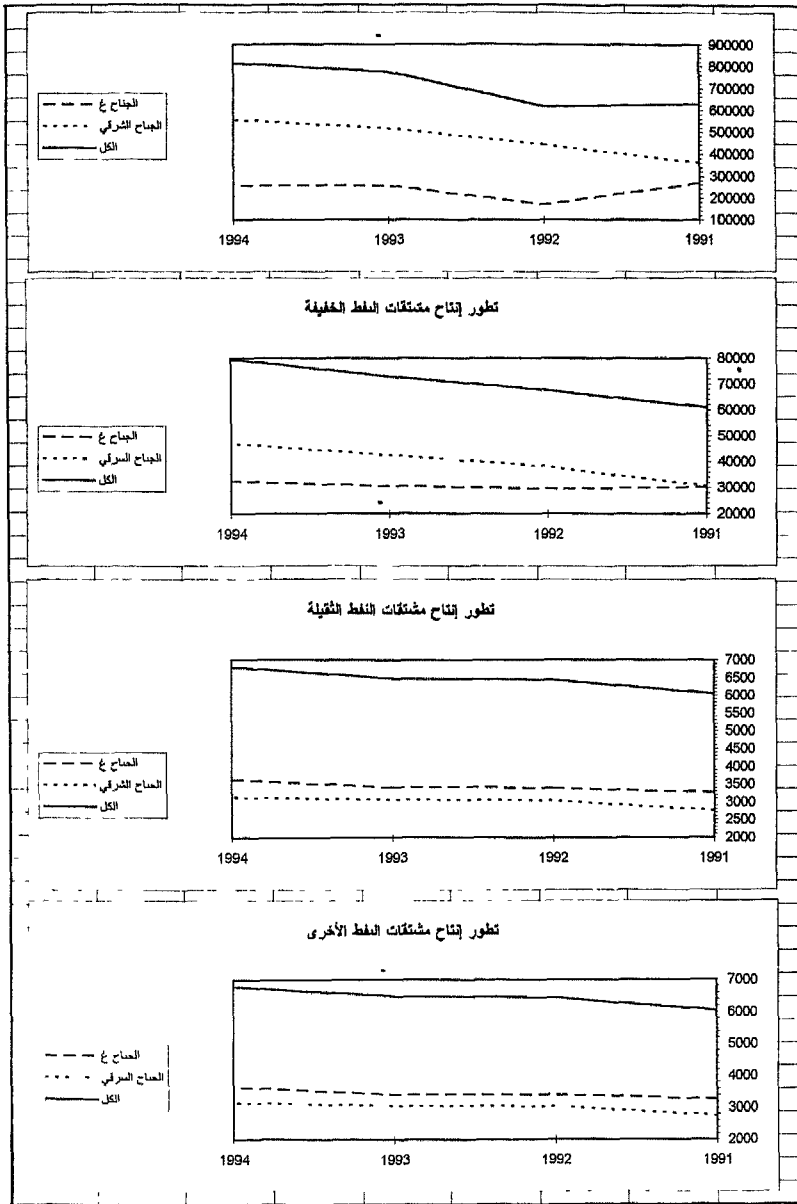 900000
800000
700000
600000
500000
400000
300000
200000
100000
1994 1993 1992 1991
الجناح غ
الجناح الشرقي
الكل
تطور إنتاج مشتقات النفط الخفيفة
80000
70000
60000
50000
40000
30000
20000
1994 1993 1992 1991
الجناح غ
الجناح الشرقي
الكل
تطور إنتاج مشتقات النفط الثقيلة
7000
6500
6000
5500
5000
4500
4000
3500
3000
2500
2000
1994 1993 1992 1991
الجناح غ
الجناح الشرقي
الكل
تطور إنتاج مشتقات النفط الأخرى
7000
6000
4000
3000
2000
1994 1993 1992 1991
الجناح غ
الجناح الشرقي
الكل